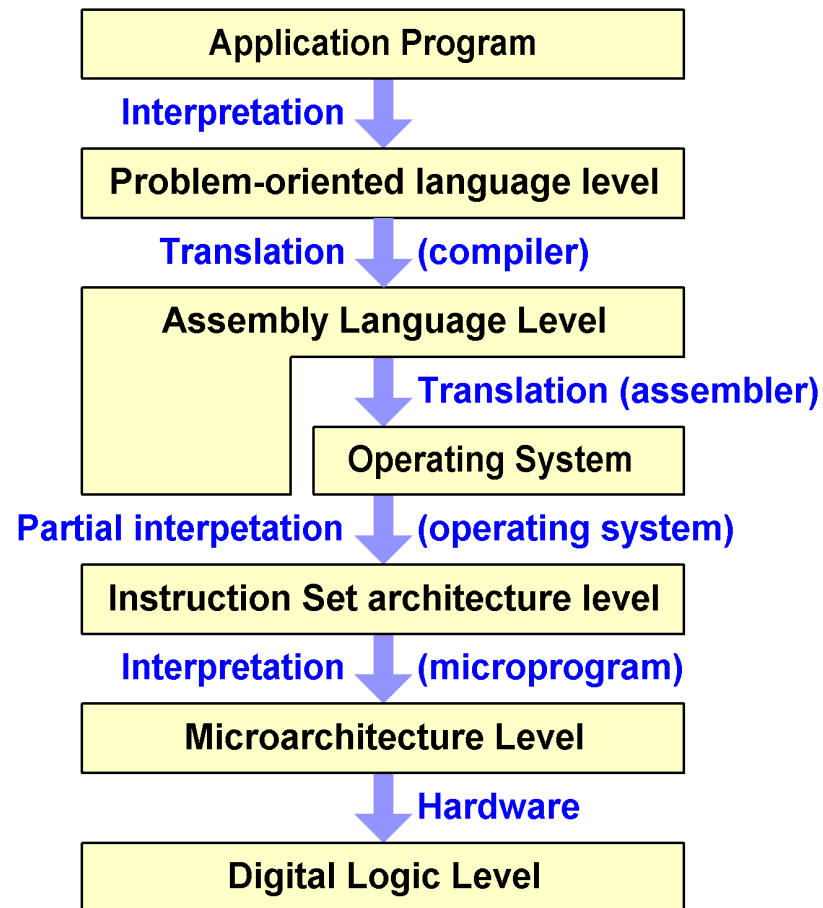 Application Program
Interpretation
Problem-oriented language level
Translation (compiler)
Assembly Language Level
Translation (assembler)
Operating System
Partial interpetation (operating system)
Instruction Set architecture level
Interpretation (microprogram)
Microarchitecture Level
Hardware
Digital Logic Level